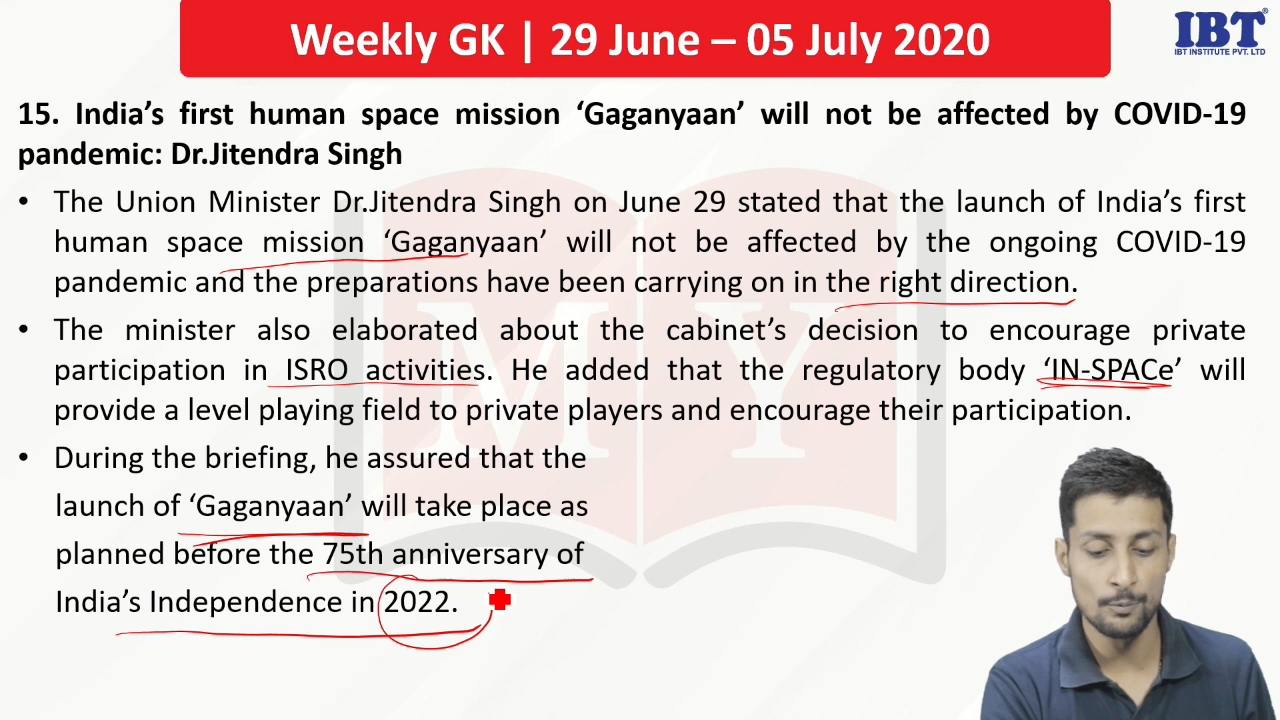 Weekly GK | 29 June – 05 July 2020
IBT®
IBT INSTITUTE PVT. LTD
15. India’s first human space mission ‘Gaganyaan’ will not be affected by COVID-19
pandemic: Dr.Jitendra Singh
• The Union Minister Dr.Jitendra Singh on June 29 stated that the launch of India’s first
human space mission ‘Gaganyaan’ will not be affected by the ongoing COVID-19
pandemic and the preparations have been carrying on in the right direction.
• The minister also elaborated about the cabinet’s decision to encourage private
participation in ISRO activities. He added that the regulatory body ‘IN-SPACe’ will
provide a level playing field to private players and encourage their participation.
• During the briefing, he assured that the
launch of ‘Gaganyaan’ will take place as
planned before the 75th anniversary of
India’s Independence in 2022.
M Y